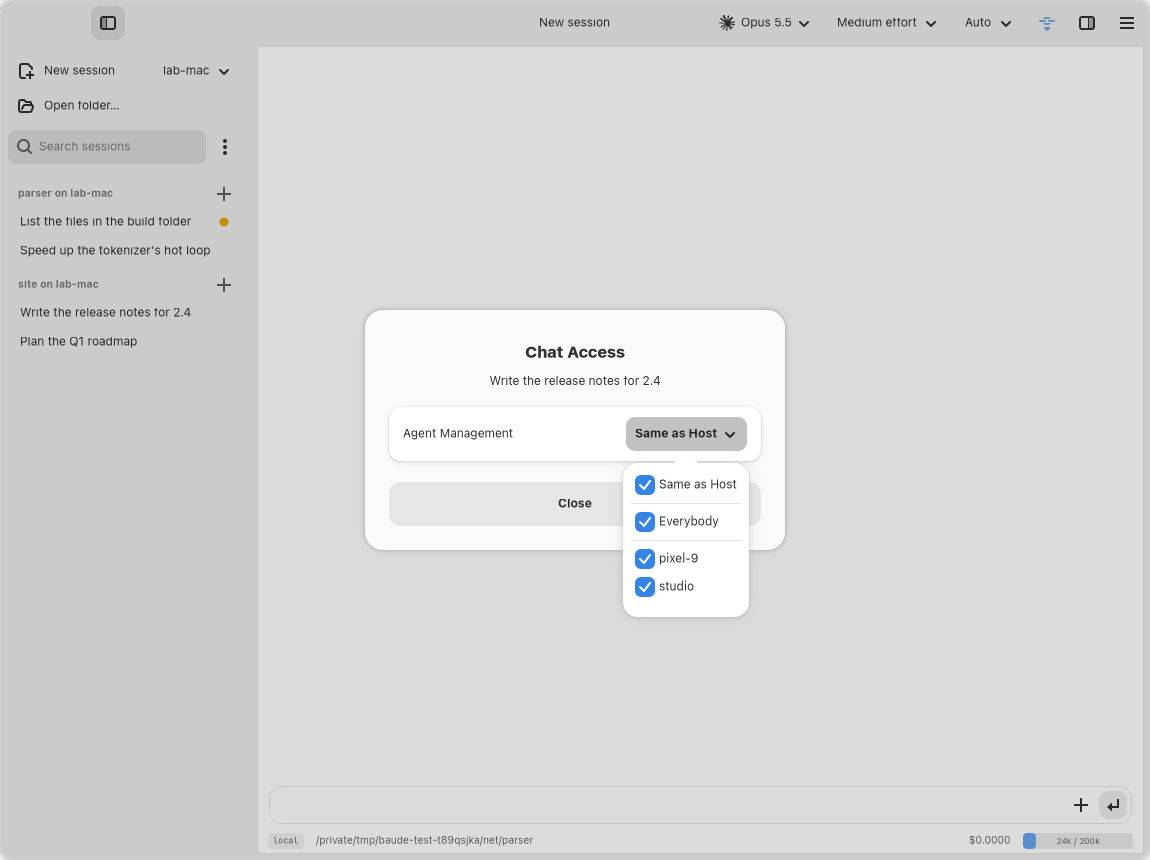 New session
Opus 5.5
Medium effort
Auto
New session
lab-mac
Open folder...
Search sessions
parser on lab-mac
List the files in the build folder
Speed up the tokenizer's hot loop
site on lab-mac
Write the release notes for 2.4
Plan the Q1 roadmap
Chat Access
Write the release notes for 2.4
Agent Management
Same as Host
Close
Same as Host
Everybody
pixel-9
studio
local
/private/tmp/baude-test-t89qsjka/net/parser
$0.0000
24k / 200k